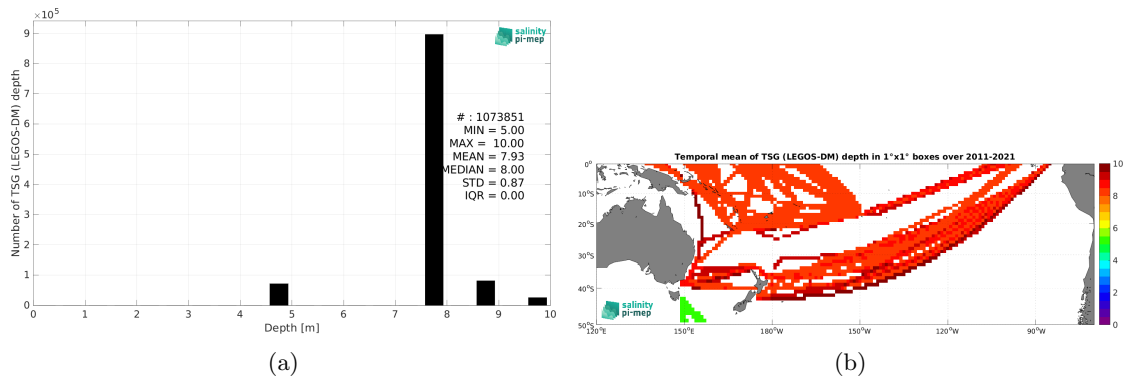 ×10⁵
9
8
7
6
5
4
3
2
1
0
Number of TSG (LEGOS-DM) depth
0 1 2 3 4 5 6 7 8 9 10
Depth [m]
salinity
pi-mep
# : 1073851
MIN = 5.00
MAX = 10.00
MEAN = 7.93
MEDIAN = 8.00
STD = 0.87
IQR = 0.00
(a)
Temporal mean of TSG (LEGOS-DM) depth in 1°x1° boxes over 2011-2021
0°
10°S
20°S
30°S
40°S
50°S
120°W 150°E 180°W 150°W 120°W 90°W
salinity
pi-mep
10
8
6
4
2
0
(b)